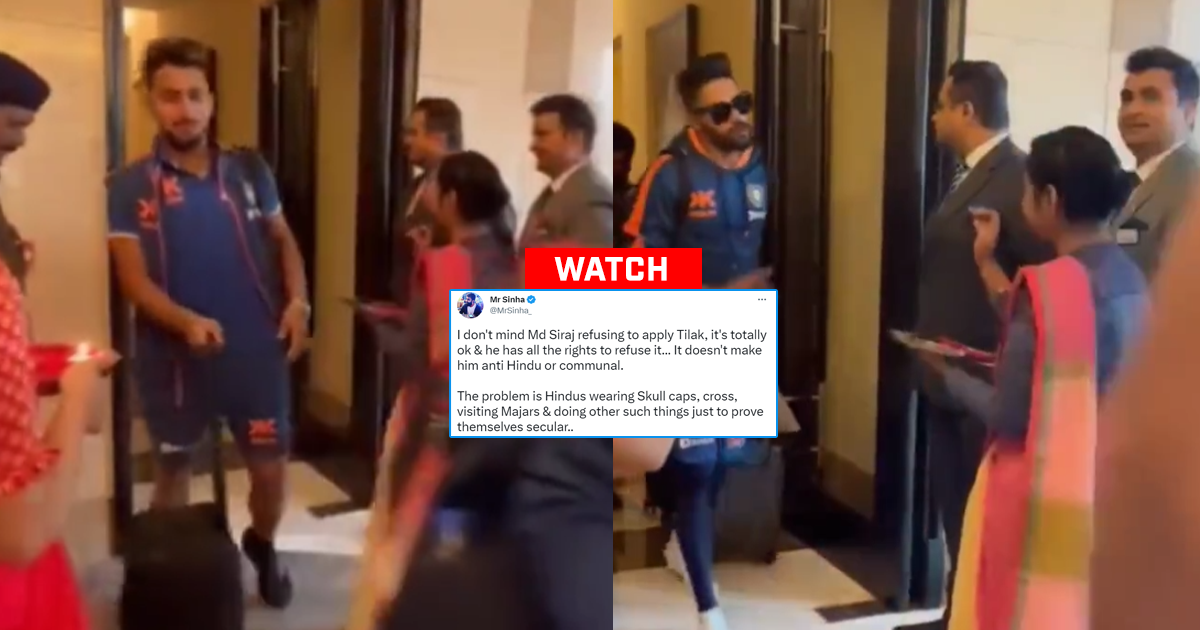 WATCH
Mr Sinha
@MrSinha_
I don't mind Md Siraj refusing to apply Tilak, it's totally
ok & he has all the rights to refuse it... It doesn't make
him anti Hindu or communal.
The problem is Hindus wearing Skull caps, cross,
visiting Majars & doing other such things just to prove
themselves secular..